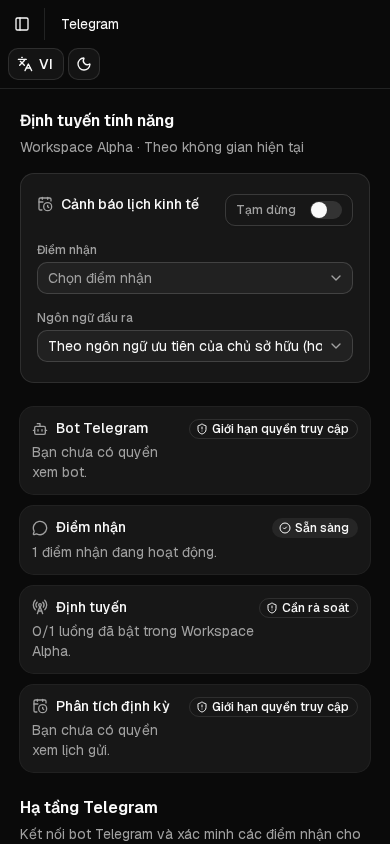 Telegram
VI
Định tuyến tính năng
Workspace Alpha · Theo không gian hiện tại
Cảnh báo lịch kinh tế
Tạm dừng
Điểm nhận
Chọn điểm nhận
Ngôn ngữ đầu ra
Theo ngôn ngữ ưu tiên của chủ sở hữu (hc
Bot Telegram
Giới hạn quyền truy cập
Bạn chưa có quyền
xem bot.
Điểm nhận
Sẵn sàng
1 điểm nhận đang hoạt động.
Định tuyến
Cần rà soát
0/1 luồng đã bật trong Workspace
Alpha.
Phân tích định kỳ
Giới hạn quyền truy cập
Bạn chưa có quyền
xem lịch gửi.
Hạ tầng Telegram
Kết nối bot Telegram và xác minh các điểm nhận cho